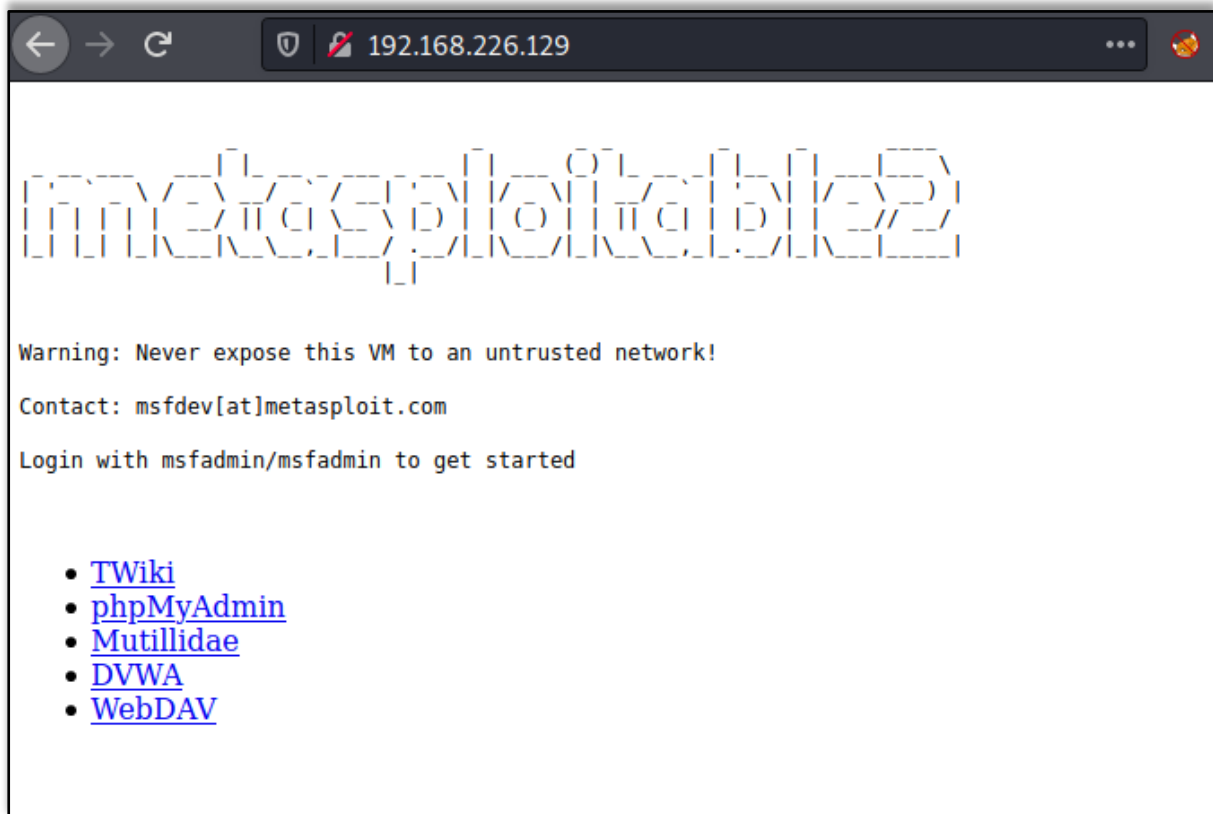 192.168.226.129
metasploitable2
Warning: Never expose this VM to an untrusted network!
Contact: msfdev[at]metasploit.com
Login with msfadmin/msfadmin to get started
TWiki
phpMyAdmin
Mutillidae
DVWA
WebDAV